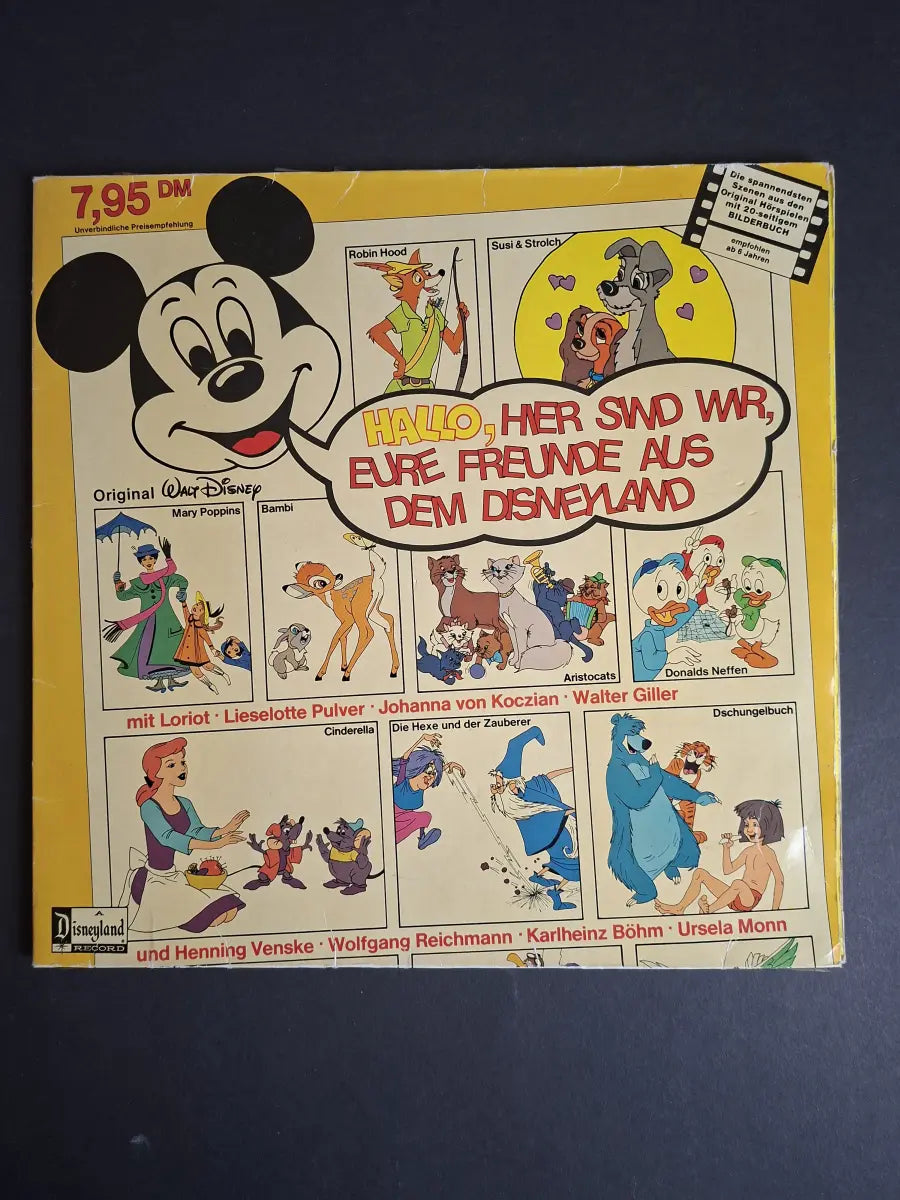 7,95 DM
Unverbindliche Preisempfehlung
Die spannendsten
Szenen aus den
Original Hörspielen
mit 20-seitigem
BILDERBUCH
empfohlen
ab 6 Jahren
Robin Hood
Susi & Strolch
HALLO, HIER SIND WIR,
EURE FREUNDE AUS
DEM DISNEYLAND
Original Walt Disney
Mary Poppins
Bambi
Aristocats
Donalds Neffen
mit Loriot · Lieselotte Pulver · Johanna von Koczian · Walter Giller
Cinderella
Die Hexe und der Zauberer
Dschungelbuch
Disneyland
RECORD
und Henning Venske · Wolfgang Reichmann · Karlheinz Böhm · Ursela Monn